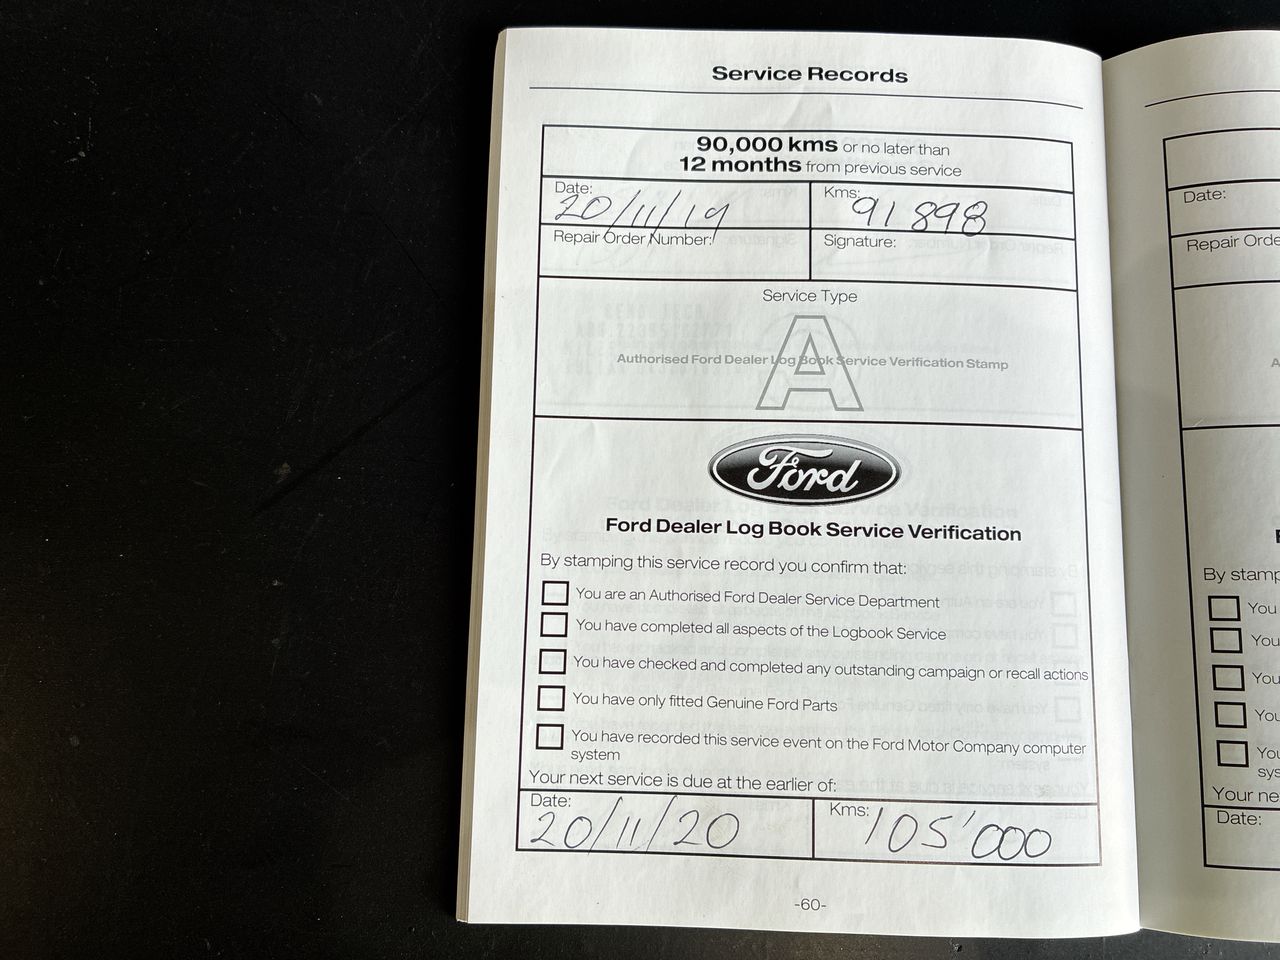 Service Records
90,000 kms or no later than
12 months from previous service
Date: 20/11/19
Kms: 91 898
Repair Order Number:
Signature:
Service Type
A
Authorised Ford Dealer Log Book Service Verification Stamp
Ford
Ford Dealer Log Book Service Verification
By stamping this service record you confirm that:
You are an Authorised Ford Dealer Service Department
You have completed all aspects of the Logbook Service
You have checked and completed any outstanding campaign or recall actions
You have only fitted Genuine Ford Parts
You have recorded this service event on the Ford Motor Company computer
system
Your next service is due at the earlier of:
Date: 20/11/20
Kms: 105'000
-60-
Date:
Repair Orde
A
By stamp
You
You
You
You
You
sys
Your ne
Date: